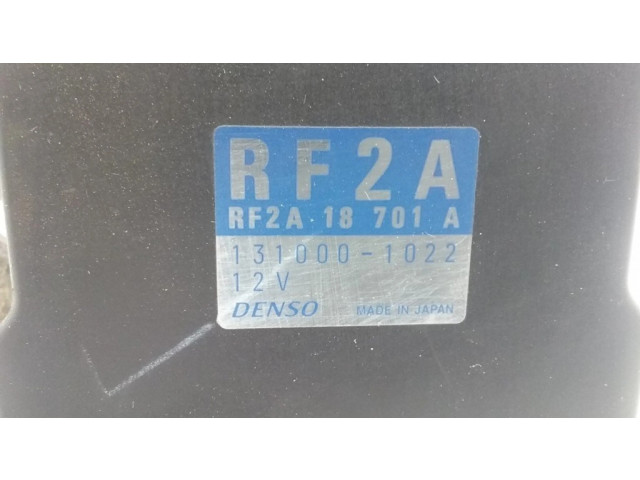 RF2A
RF2A 18 701 A
131000-1022
12V
DENSO MADE IN JAPAN